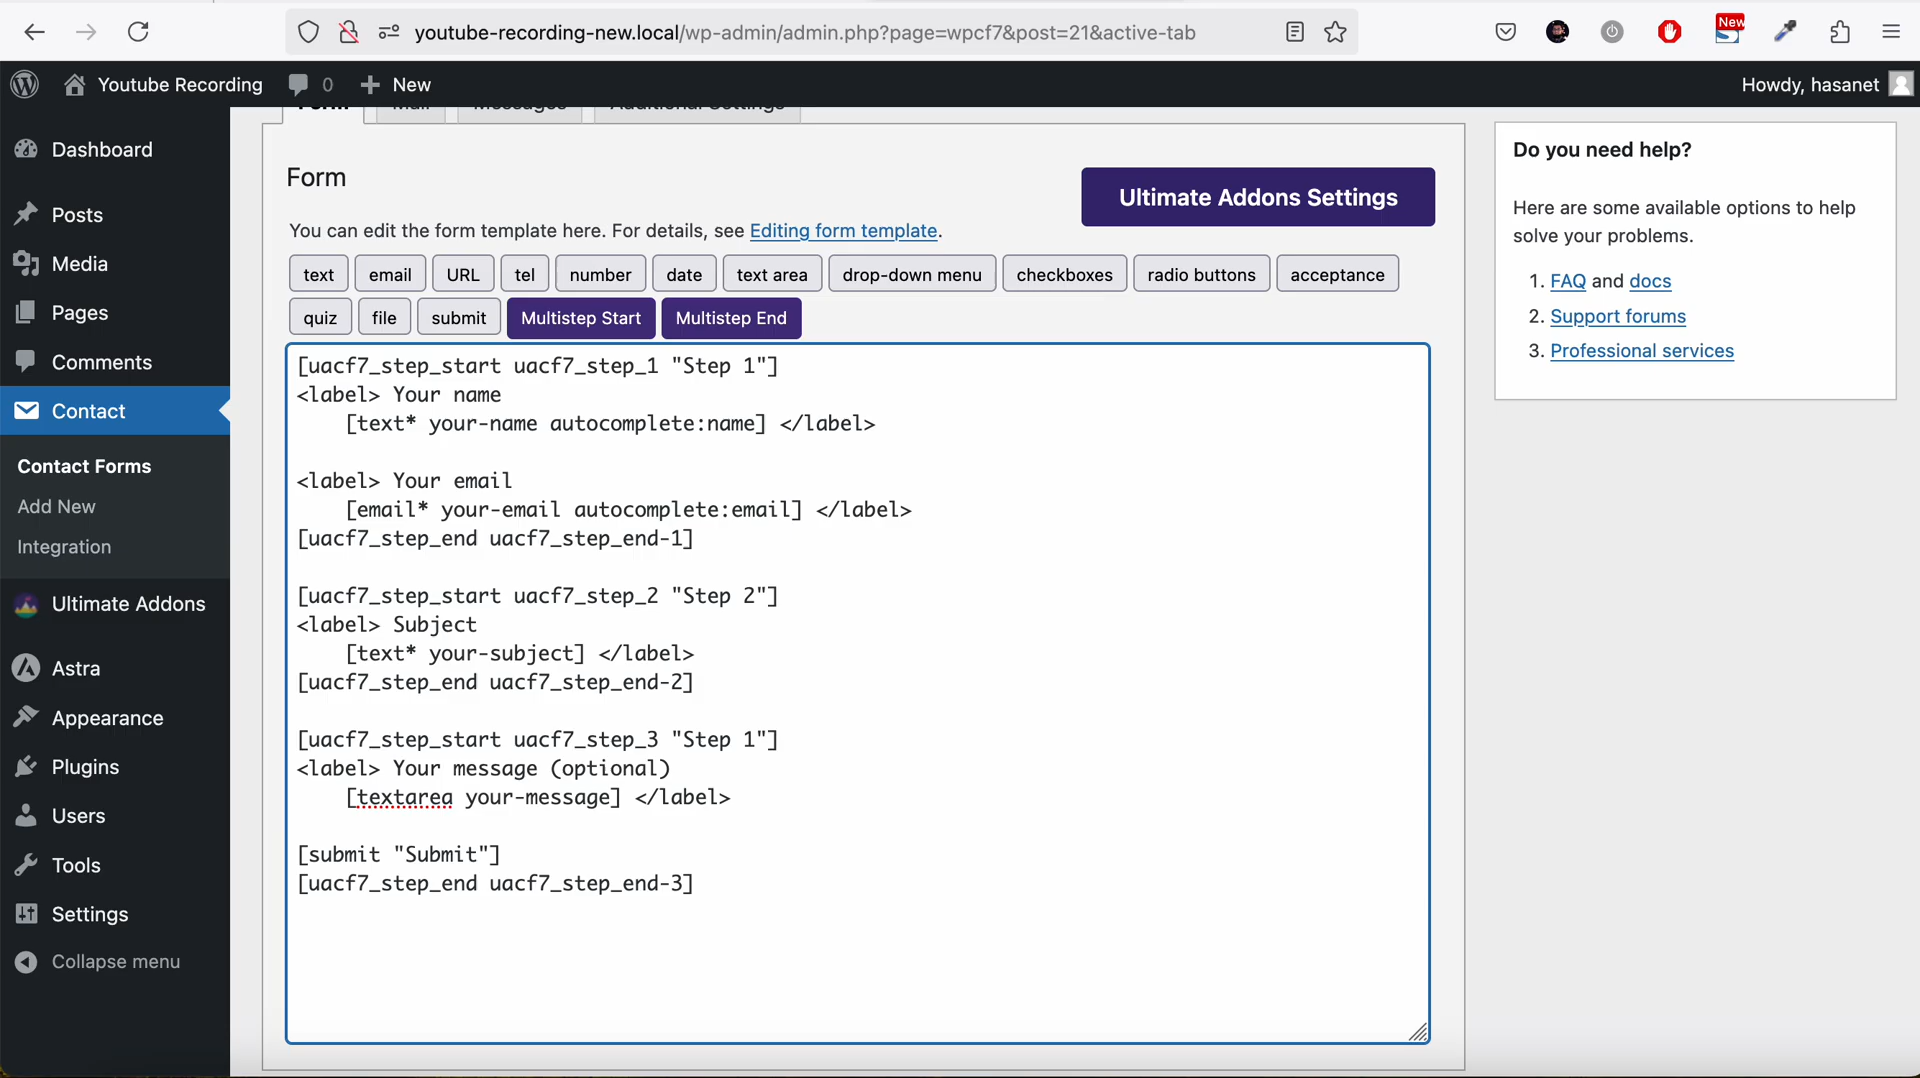 youtube-recording-new.local/wp-admin/admin.php?page=wpcf7&post=21&active-tab
New
Youtube Recording
0
New
Howdy, hasanet
Form
Mail
Messages
Additional Settings
Dashboard
Posts
Media
Pages
Comments
Contact
Contact Forms
Add New
Integration
Ultimate Addons
Astra
Appearance
Plugins
Users
Tools
Settings
Collapse menu
Form
Ultimate Addons Settings
You can edit the form template here. For details, see Editing form template.
text
email
URL
tel
number
date
text area
drop-down menu
checkboxes
radio buttons
acceptance
quiz
file
submit
Multistep Start
Multistep End
[uacf7_step_start uacf7_step_1 "Step 1"]
<label> Your name
    [text* your-name autocomplete:name] </label>
<label> Your email
    [email* your-email autocomplete:email] </label>
[uacf7_step_end uacf7_step_end-1]
[uacf7_step_start uacf7_step_2 "Step 2"]
<label> Subject
    [text* your-subject] </label>
[uacf7_step_end uacf7_step_end-2]
[uacf7_step_start uacf7_step_3 "Step 1"]
<label> Your message (optional)
    [textarea your-message] </label>
[submit "Submit"]
[uacf7_step_end uacf7_step_end-3]
Do you need help?
Here are some available options to help
solve your problems.
1. FAQ and docs
2. Support forums
3. Professional services